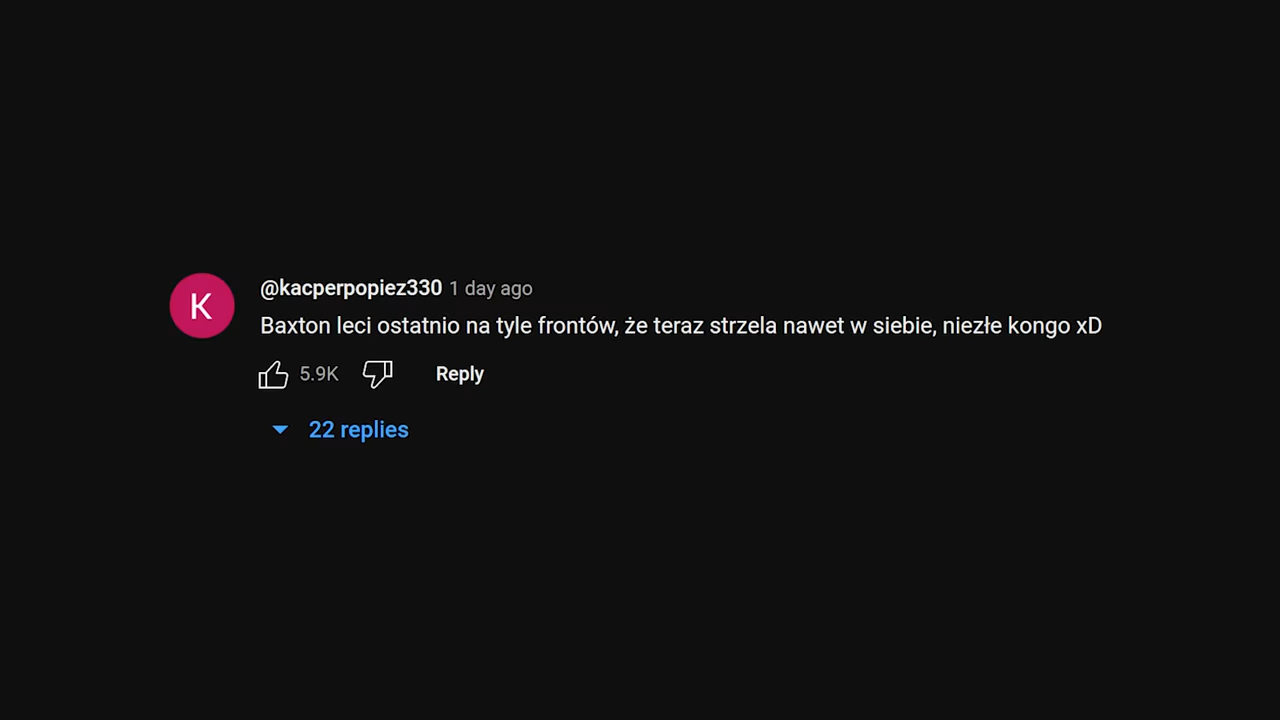 K
@kacperpopiez330 1 day ago
Baxton leci ostatnio na tyle frontów, że teraz strzela nawet w siebie, niezłe kongo xD
5.9K Reply
22 replies